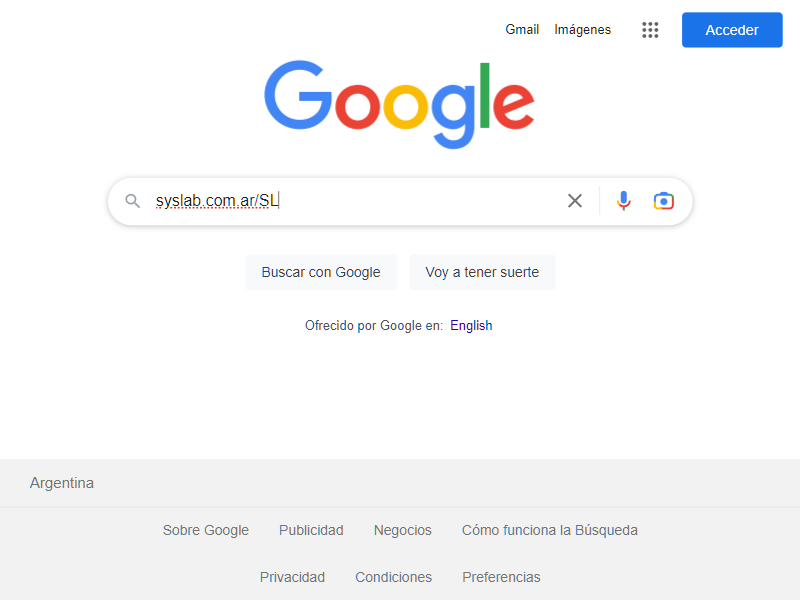 Gmail Imágenes Acceder
Google
syslab.com.ar/SL
Buscar con Google Voy a tener suerte
Ofrecido por Google en: English
Argentina
Sobre Google Publicidad Negocios Cómo funciona la Búsqueda
Privacidad Condiciones Preferencias